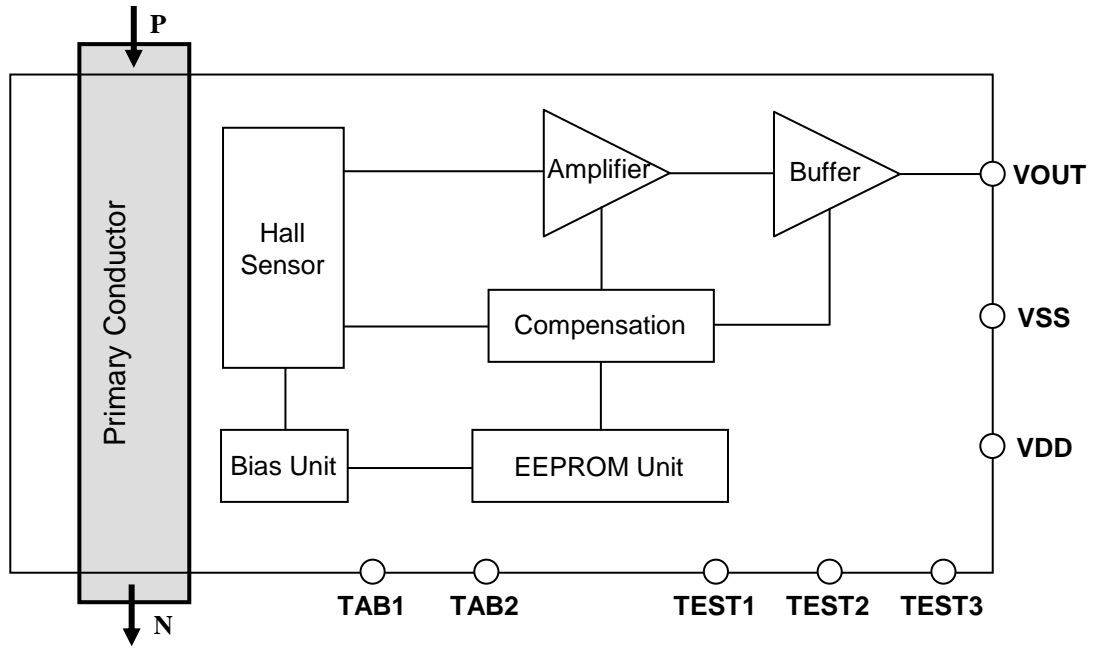 P
Primary Conductor
Hall
Sensor
Amplifier
Buffer
VOUT
Compensation
VSS
Bias Unit
EEPROM Unit
VDD
TAB1
TAB2
TEST1
TEST2
TEST3
N